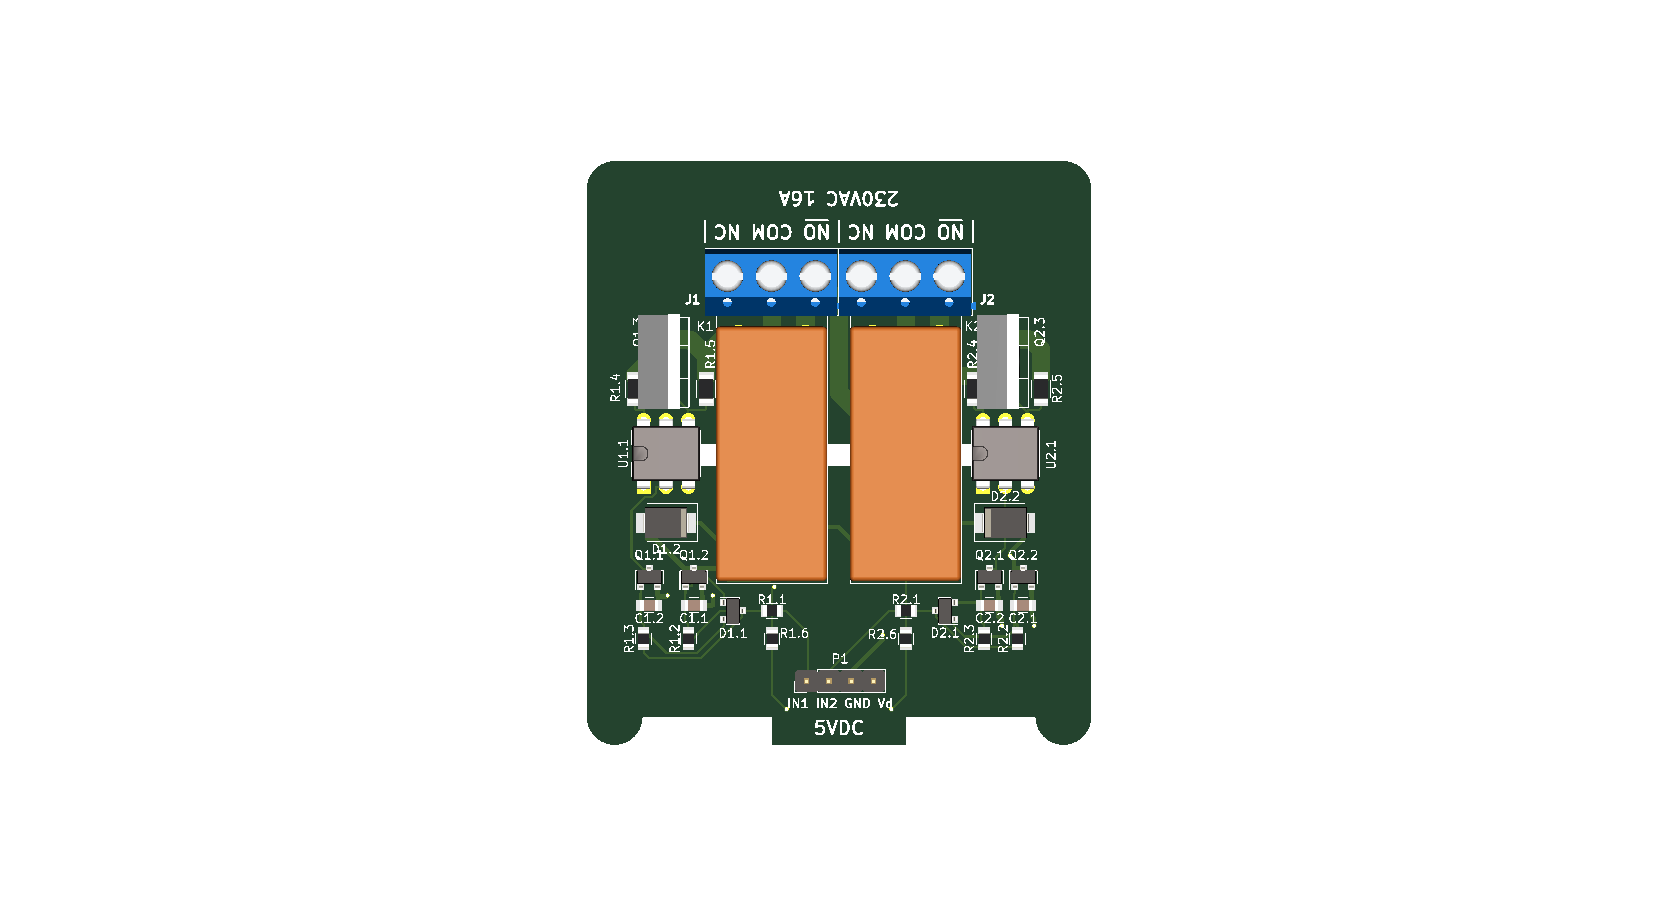 230VAC 16A
NO COM NC NO COM NC
J1 J2
K1 K2
Q1.3 Q2.3
R1.5 R2.4
R1.4 R2.5
U1.1 U2.1
D2.2
D1.2
Q1.1 Q1.2 Q2.1 Q2.2
R1.1 R2.1
C1.2 C1.1 C2.2 C2.1
D1.1 R1.6 R2.6 D2.1
R1.3 R1.2 R2.3 R2.2
P1
IN1 IN2 GND Vd
5VDC